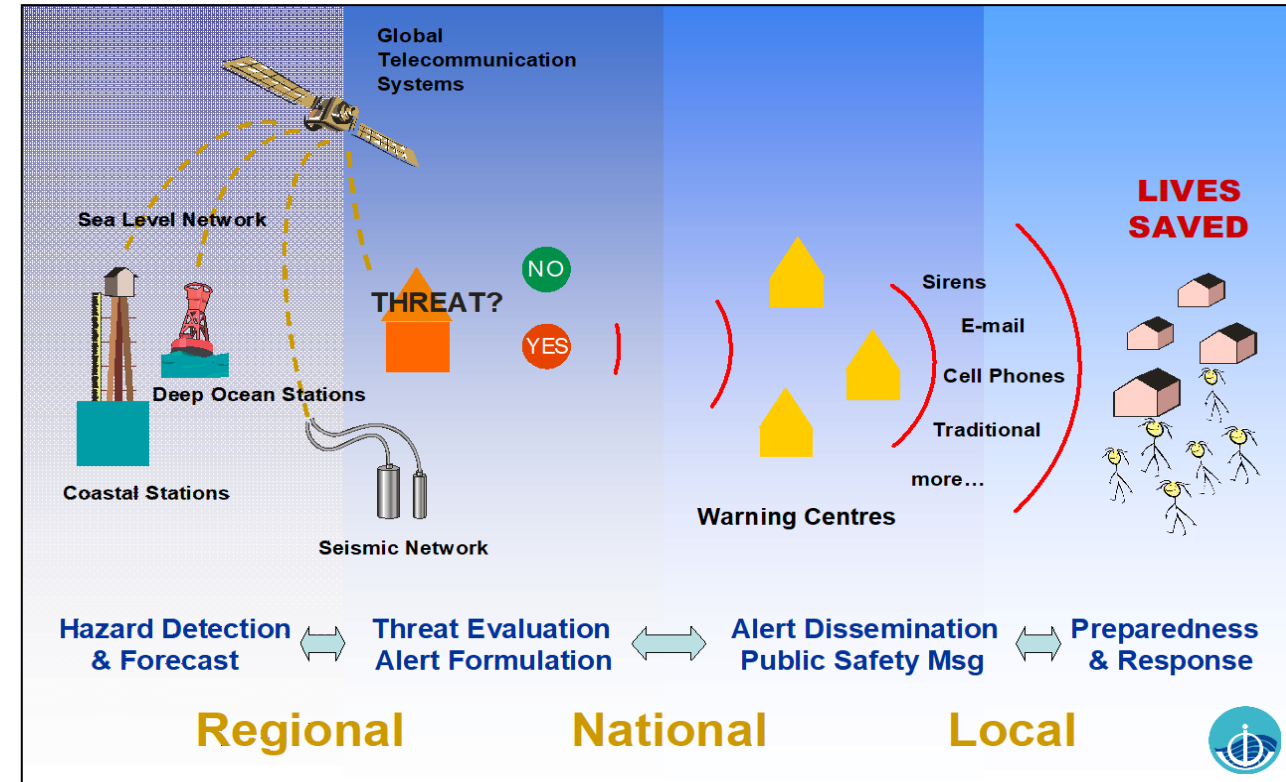 Global
Telecommunication
Systems
LIVES
SAVED
Sea Level Network
NO
THREAT?
YES
Sirens
E-mail
Cell Phones
Traditional
more...
Deep Ocean Stations
Coastal Stations
Seismic Network
Warning Centres
Hazard Detection
& Forecast
Threat Evaluation
Alert Formulation
Alert Dissemination
Public Safety Msg
Preparedness
& Response
Regional
National
Local